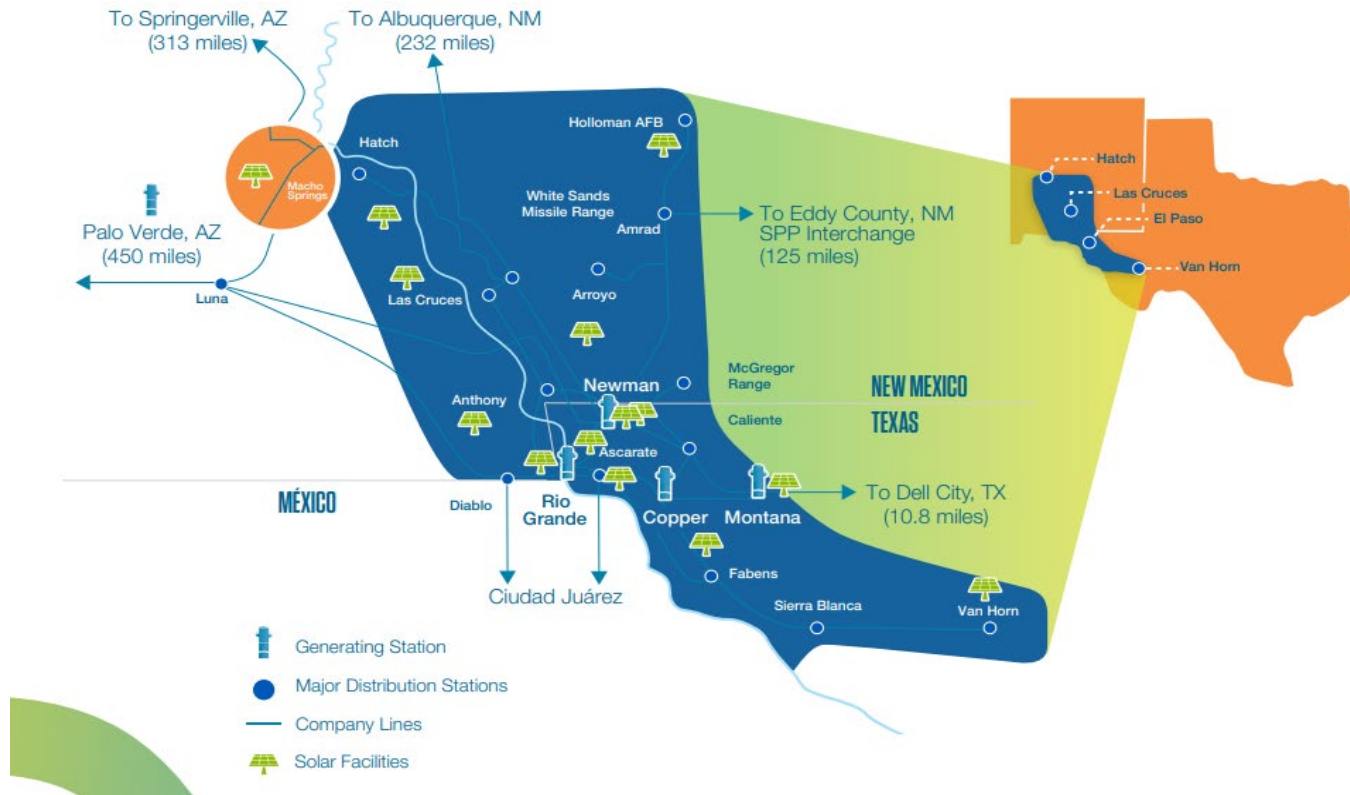 To Springerville, AZ
(313 miles)
To Albuquerque, NM
(232 miles)
Hatch
Holloman AFB
Macho
Springs
Palo Verde, AZ
(450 miles)
Luna
White Sands
Missile Range
Amrad
To Eddy County, NM
SPP Interchange
(125 miles)
Las Cruces
Arroyo
Hatch
Las Cruces
El Paso
Van Horn
McGregor
Range
NEW MEXICO
Newman
Anthony
Caliente
TEXAS
Ascarate
MÉXICO
Diablo
Rio
Grande
Copper
Montana
To Dell City, TX
(10.8 miles)
Ciudad Juárez
Fabens
Sierra Blanca
Van Horn
Generating Station
Major Distribution Stations
Company Lines
Solar Facilities